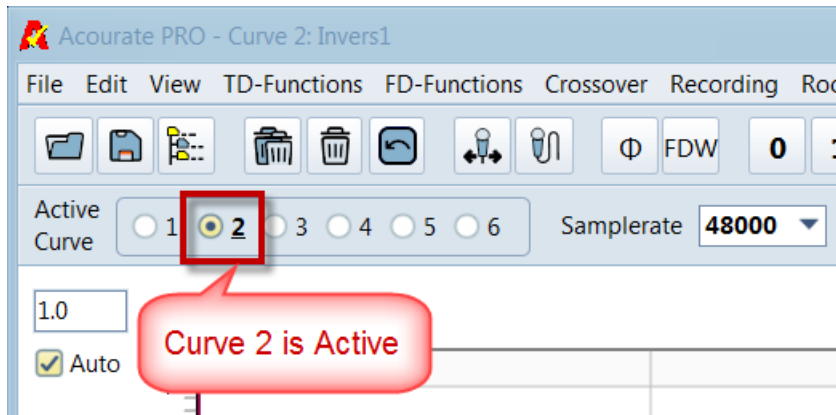 Acourate PRO - Curve 2: Invers1
File Edit View TD-Functions FD-Functions Crossover Recording
Φ FDW 0
Active Curve 1 2 3 4 5 6 Samplerate 48000
1.0
Auto
Curve 2 is Active